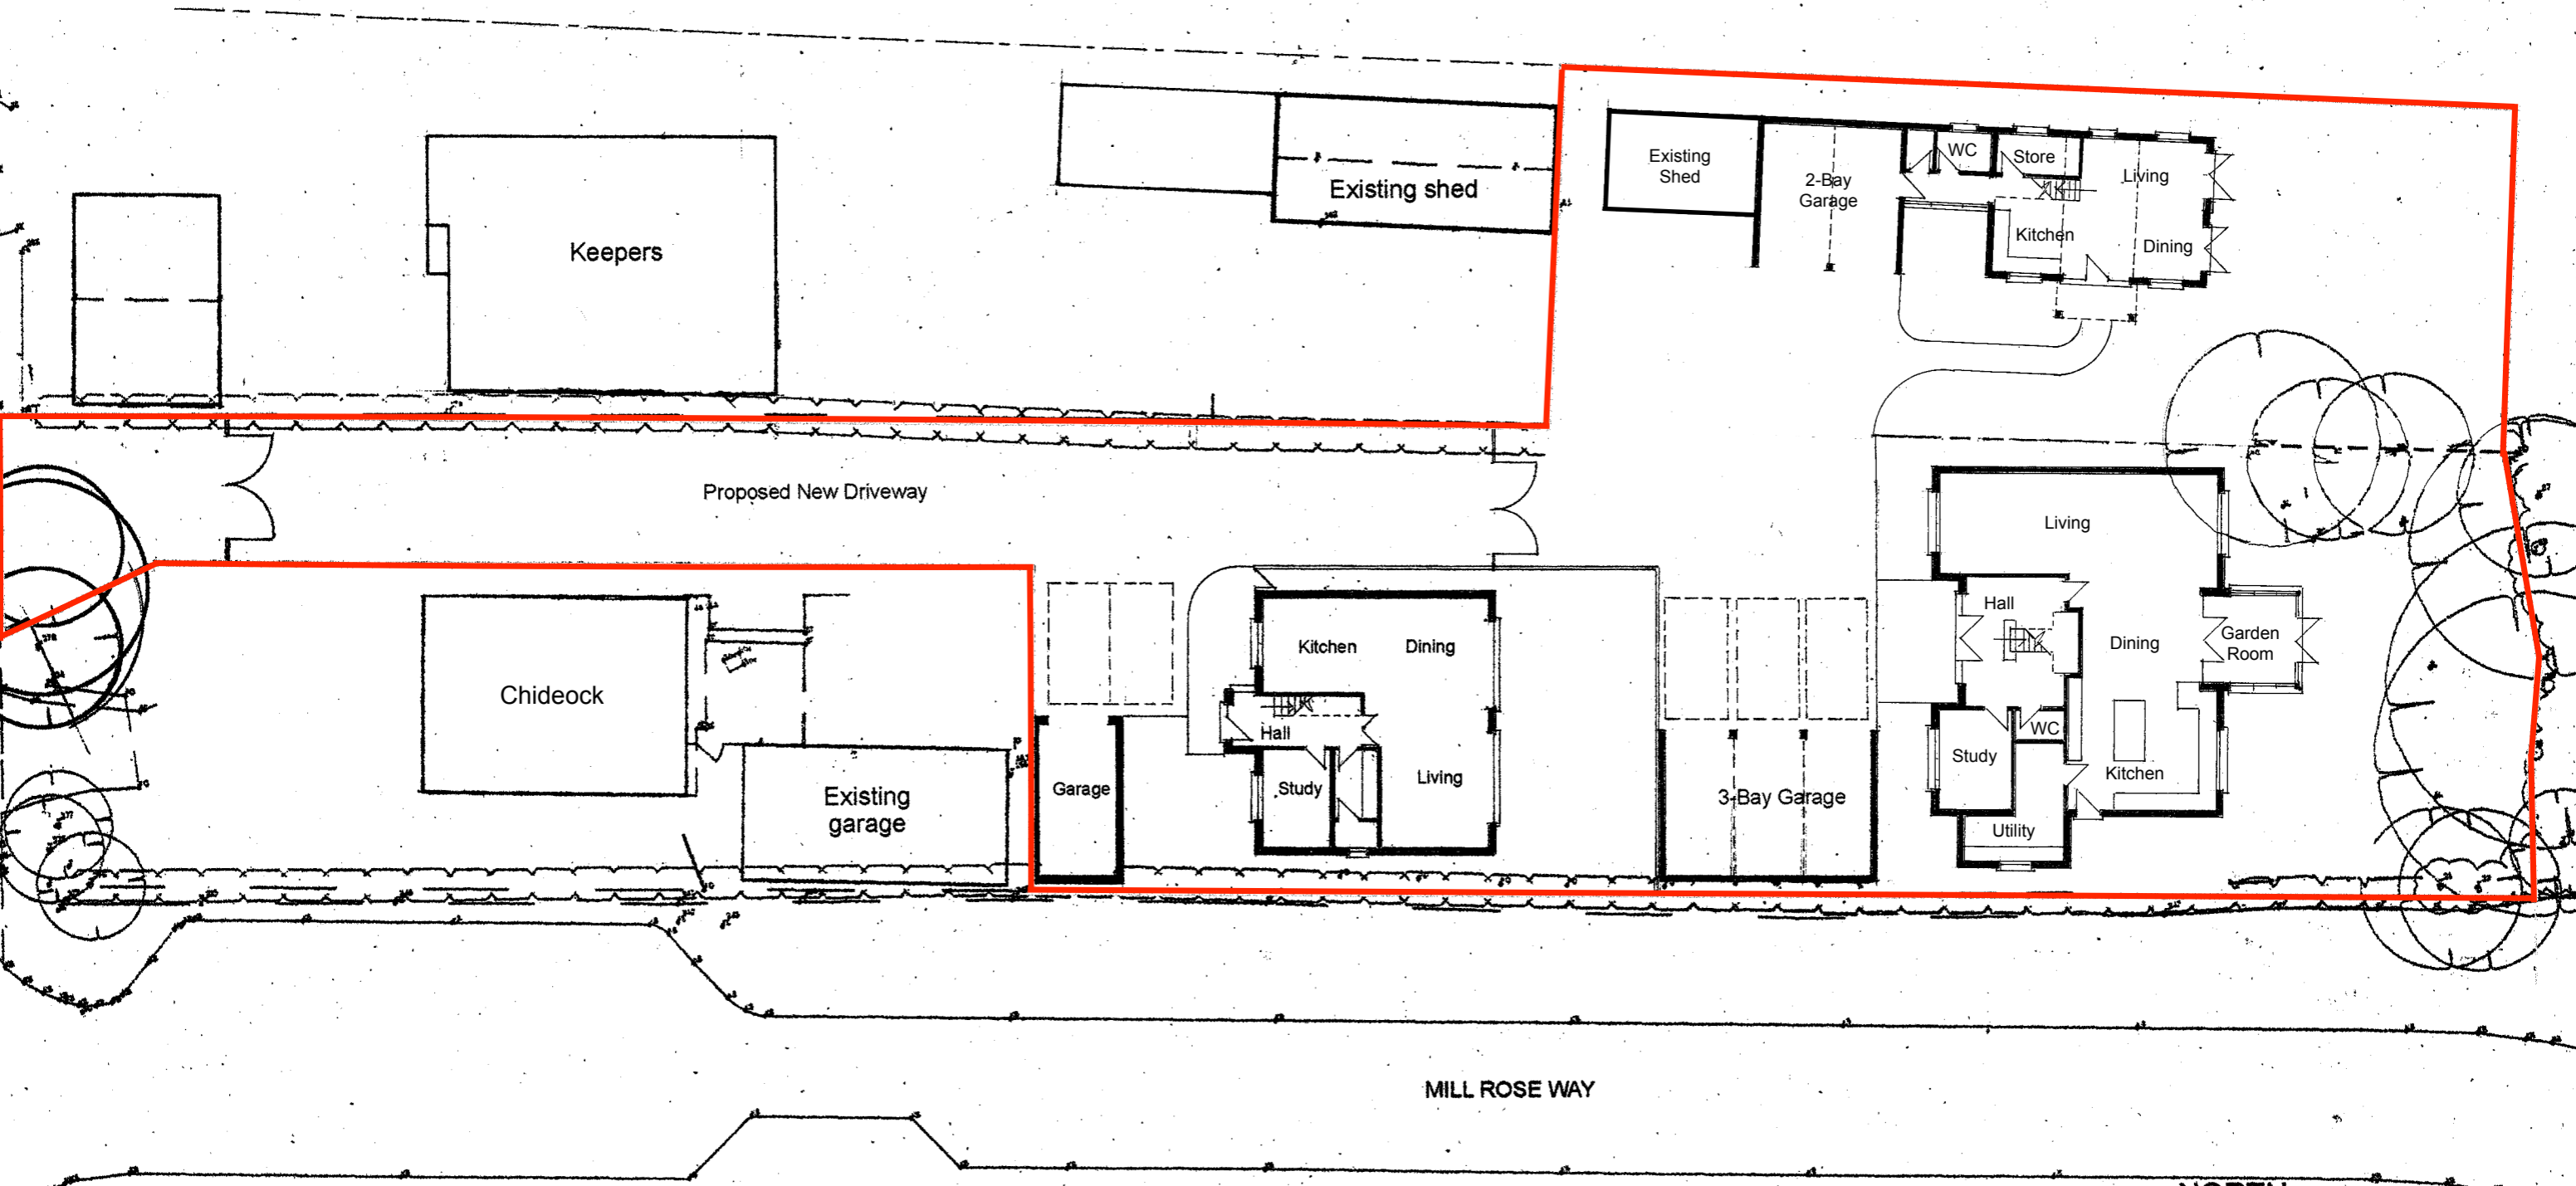 Existing
Shed
2-Bay
Garage
WC
Store
Living
Kitchen
Dining
Existing shed
Keepers
Proposed New Driveway
Living
Hall
Dining
Garden
Room
WC
Study
Kitchen
Utility
Kitchen
Dining
Hall
Study
Living
Garage
3-Bay Garage
Chideock
Existing
garage
MILL ROSE WAY